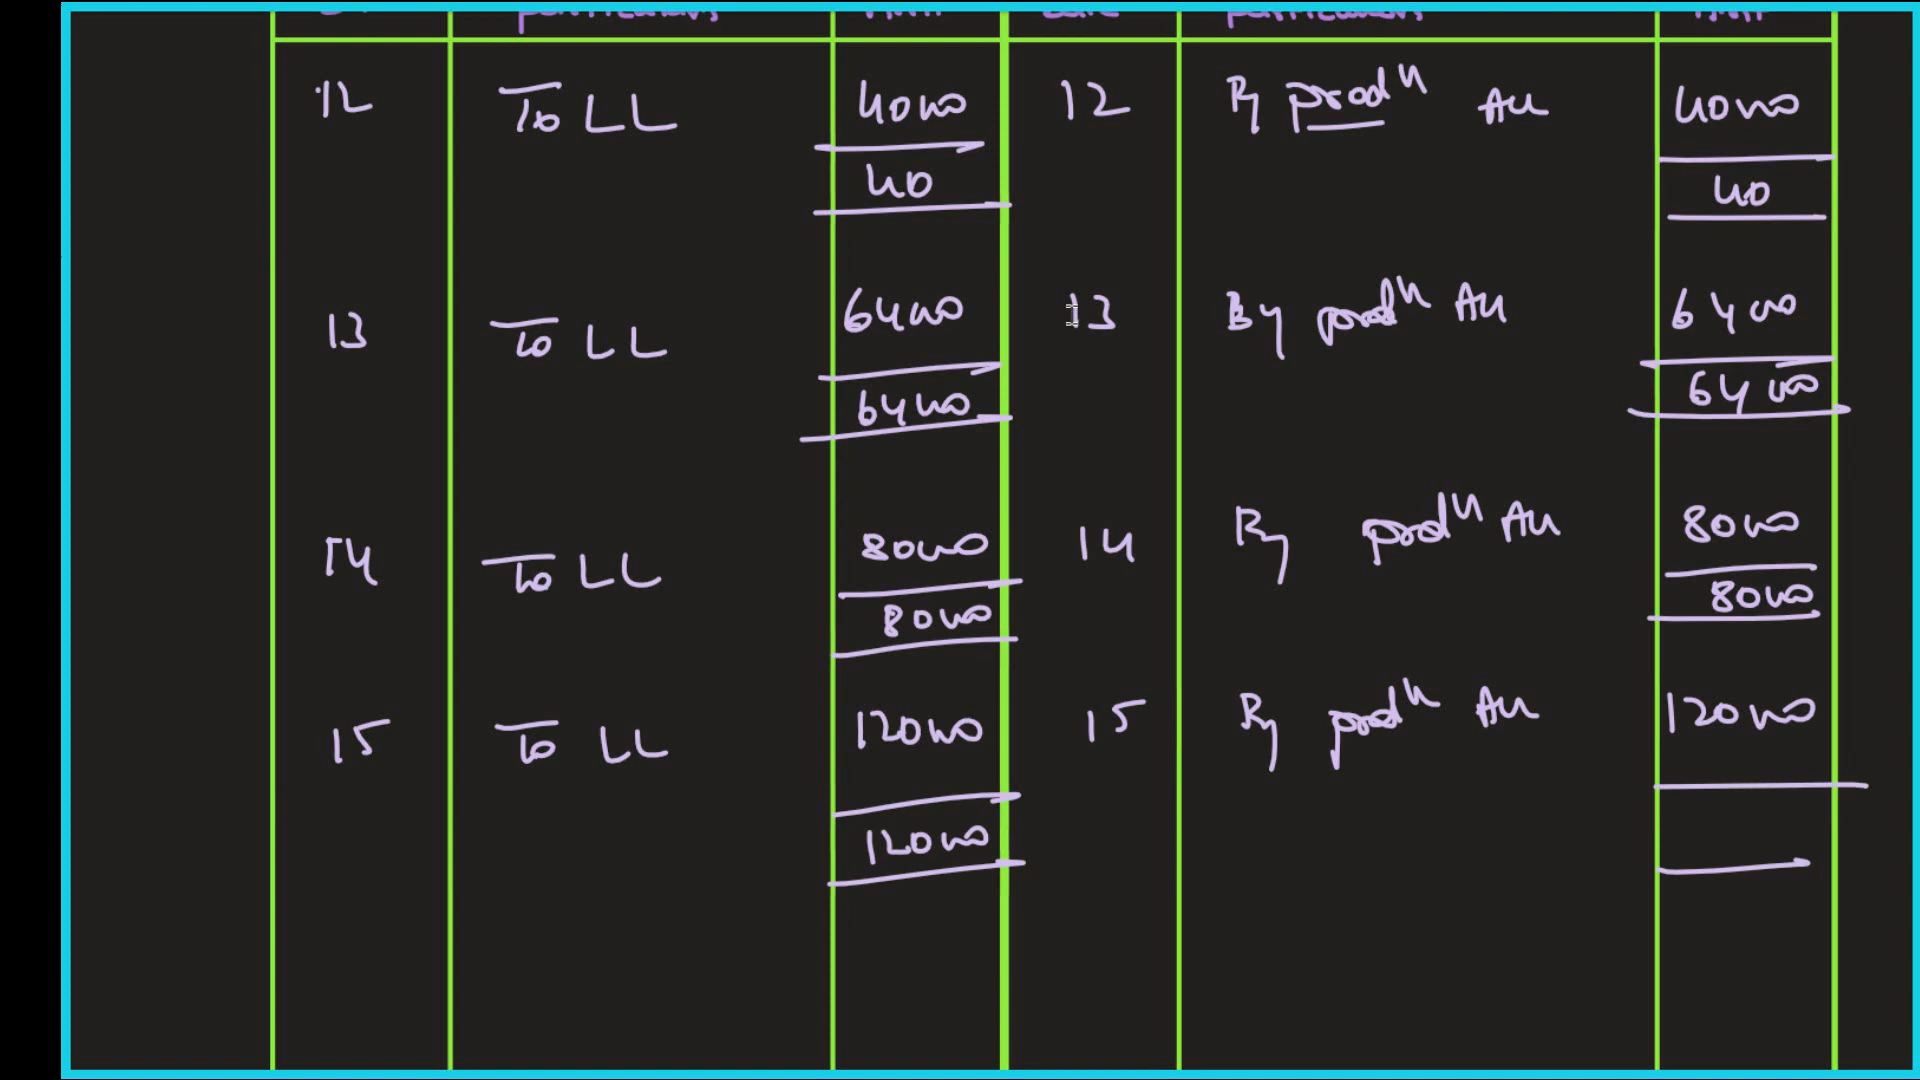 12 To LL 4000 12 By prodn A/c 4000
40 40
13 To LL 6400 13 By prodn A/c 6400
6400 6400
14 To LL 8000 14 By prodn A/c 8000
8000 8000
15 To LL 12000 15 By prodn A/c 12000
12000